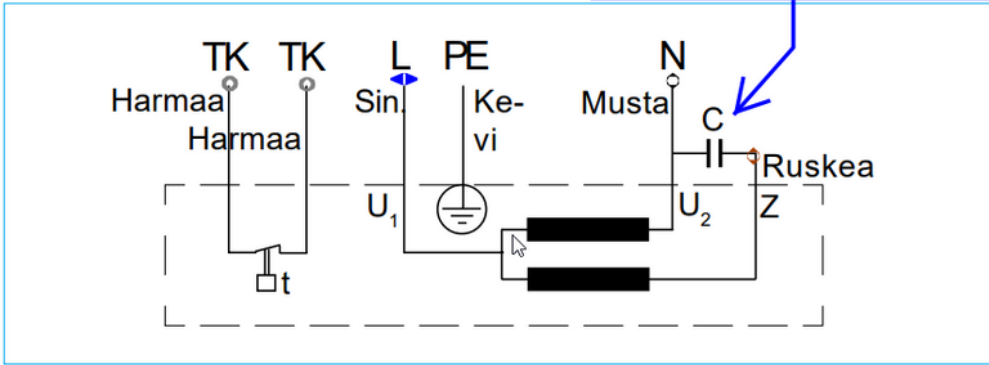 TK TK L PE N
Harmaa Sin. Ke- Musta C
Harmaa vi
Ruskea
U1 U2 Z
t